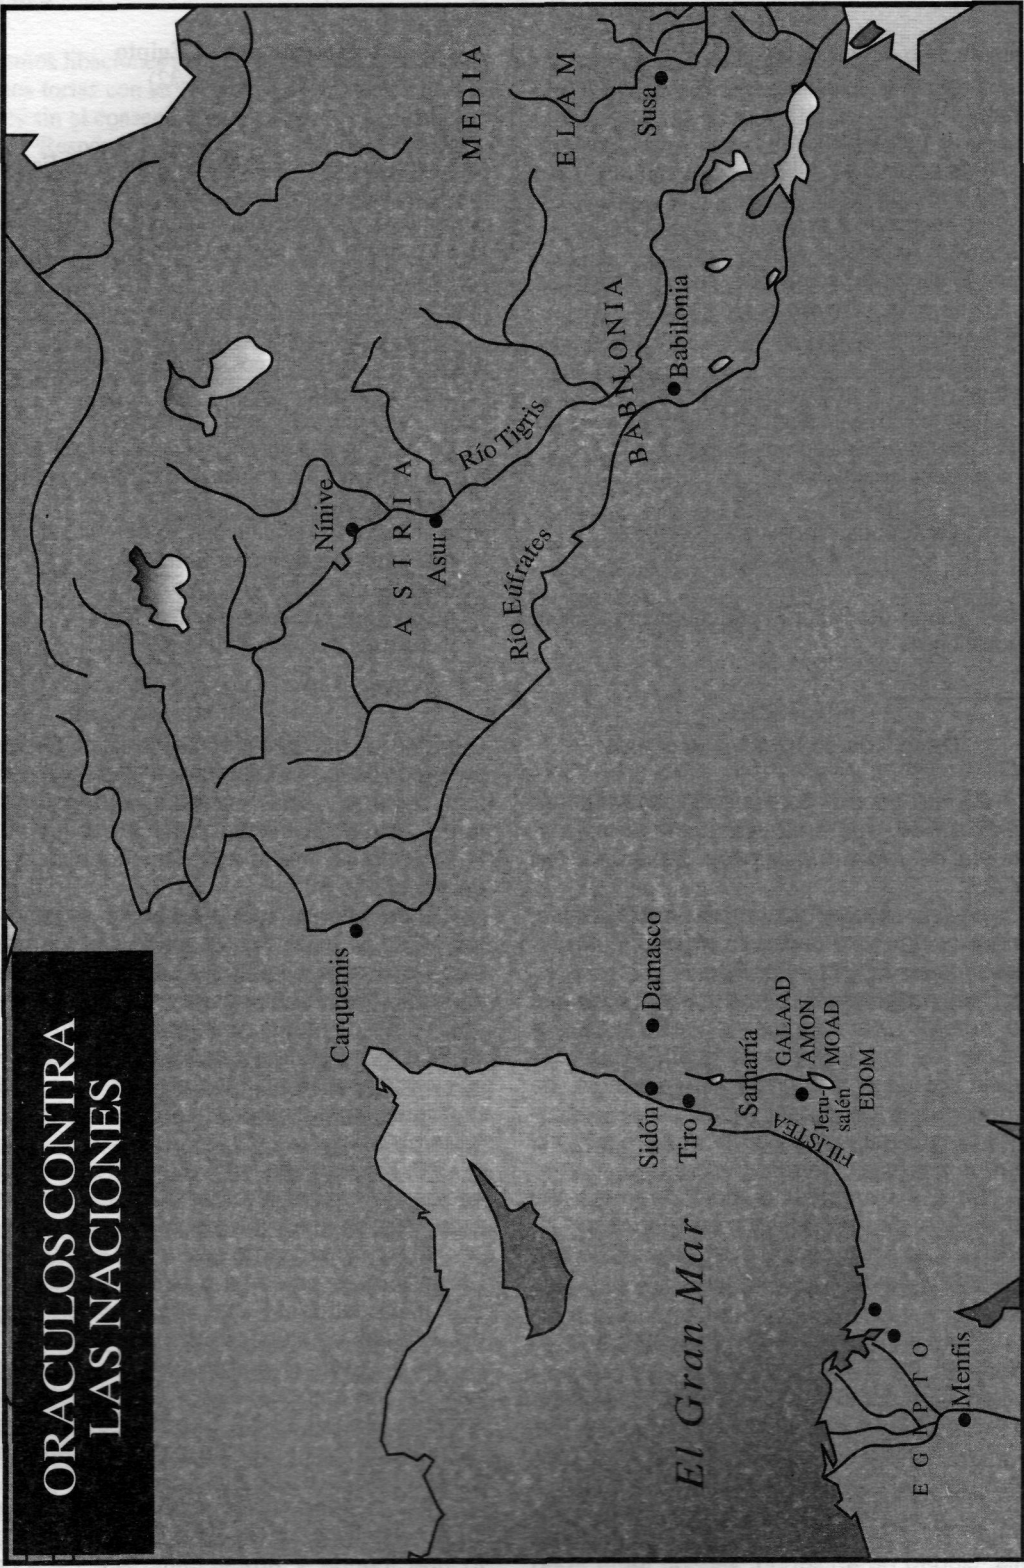 ORACULOS CONTRA
LAS NACIONES
Carquemis
Nínive
ASIRIA
Asur
Río Tigris
Río Eúfrates
MEDIA
ELAM
Susa
BABILONIA
Babilonia
Sidón
Damasco
Tiro
Samaría
GALAAD
AMON
MOAD
Jeru-
salén
EDOM
FILISTEA
El Gran Mar
EGIPTO
Menfis